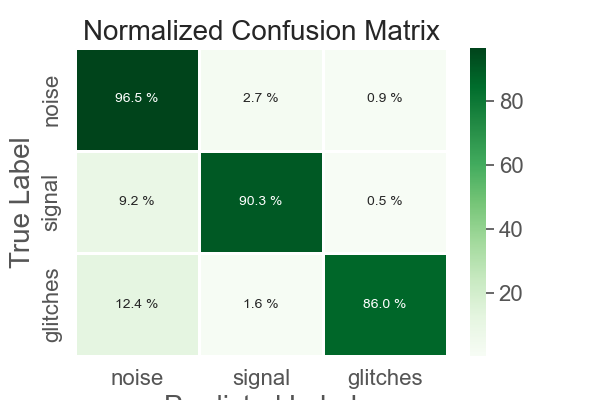 Normalized Confusion Matrix
True Label
noise
96.5 %
2.7 %
0.9 %
signal
9.2 %
90.3 %
0.5 %
glitches
12.4 %
1.6 %
86.0 %
noise
signal
glitches
80
60
40
20